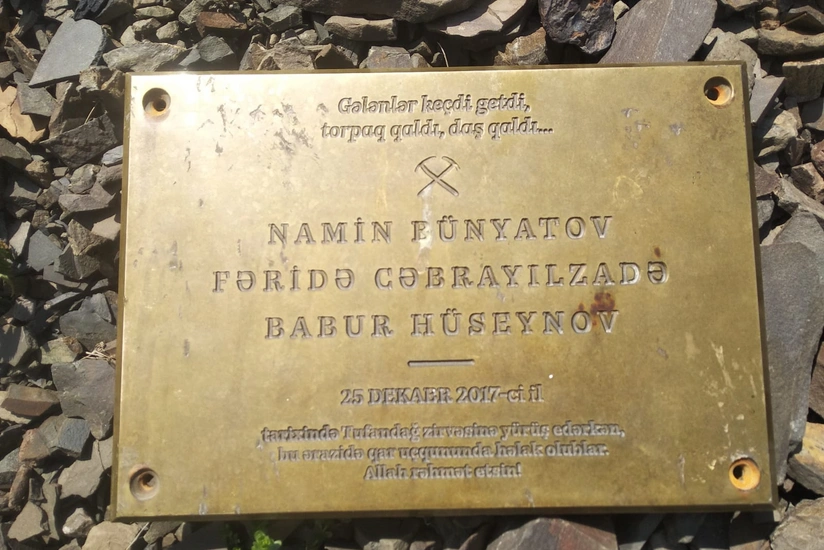 Gələnlər keçdi getdi,
torpaq qaldı, daş qaldı...
NAMİN BÜNYATOV
FƏRİDƏ CƏBRAYILZADƏ
BABUR HÜSEYNOV
25 DEKABR 2017-ci il
tarixində Tufandağ zirvəsinə yürüş edərkən,
bu ərazidə qar uçqununda həlak olublar.
Allah rəhmət etsin!